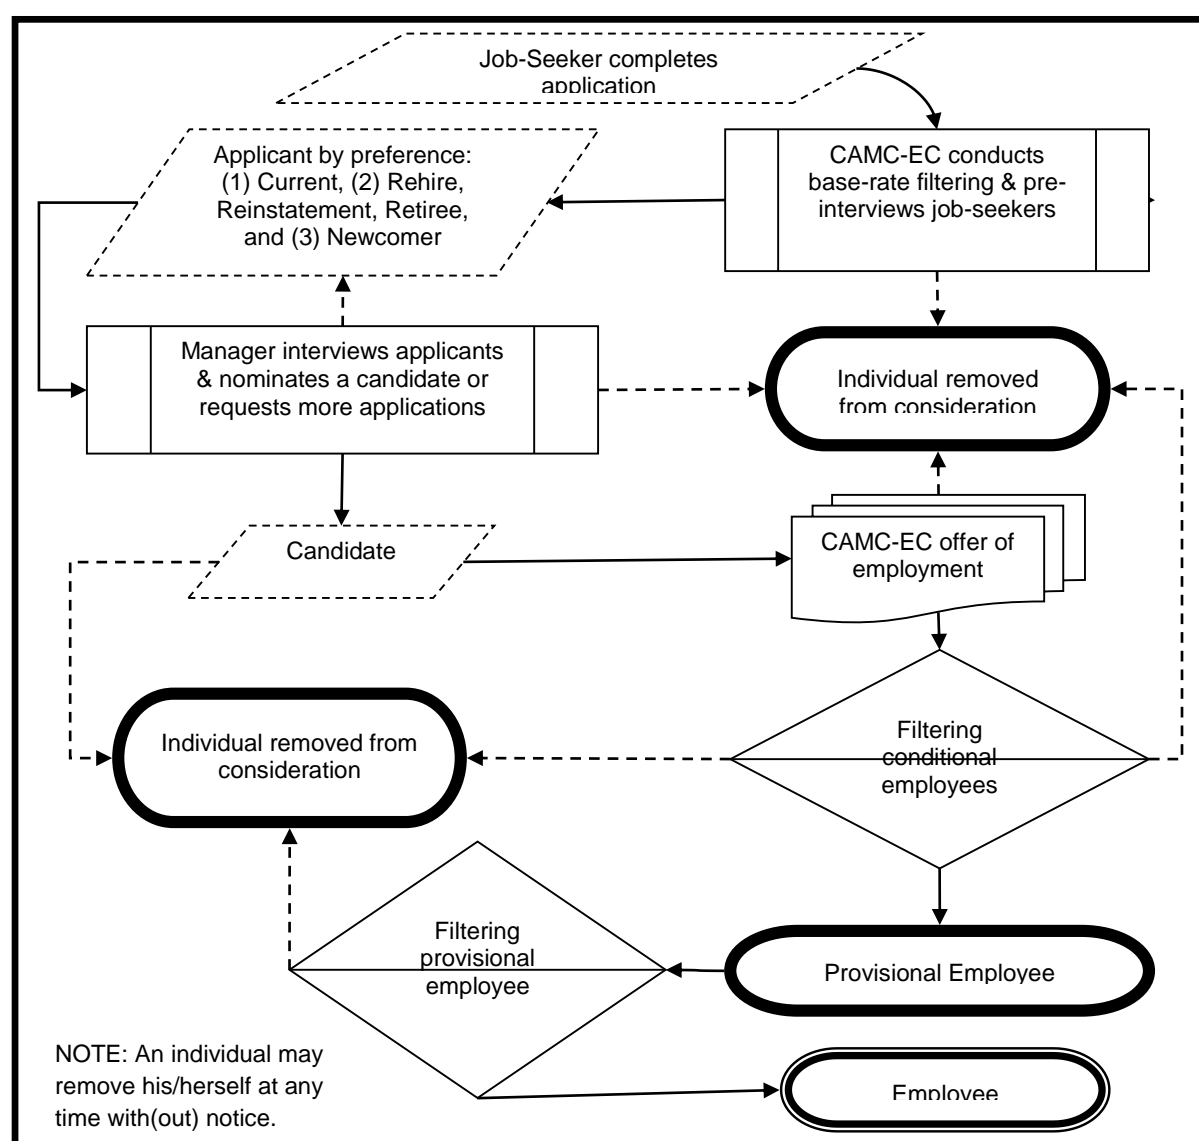 Job-Seeker completes
application
Applicant by preference:
(1) Current, (2) Rehire,
Reinstatement, Retiree,
and (3) Newcomer
CAMC-EC conducts
base-rate filtering & pre-
interviews job-seekers
Manager interviews applicants
& nominates a candidate or
requests more applications
Individual removed
from consideration
Candidate
CAMC-EC offer of
employment
Individual removed from
consideration
Filtering
conditional
employees
Filtering
provisional
employee
Provisional Employee
NOTE: An individual may
remove his/herself at any
time with(out) notice.
Employee